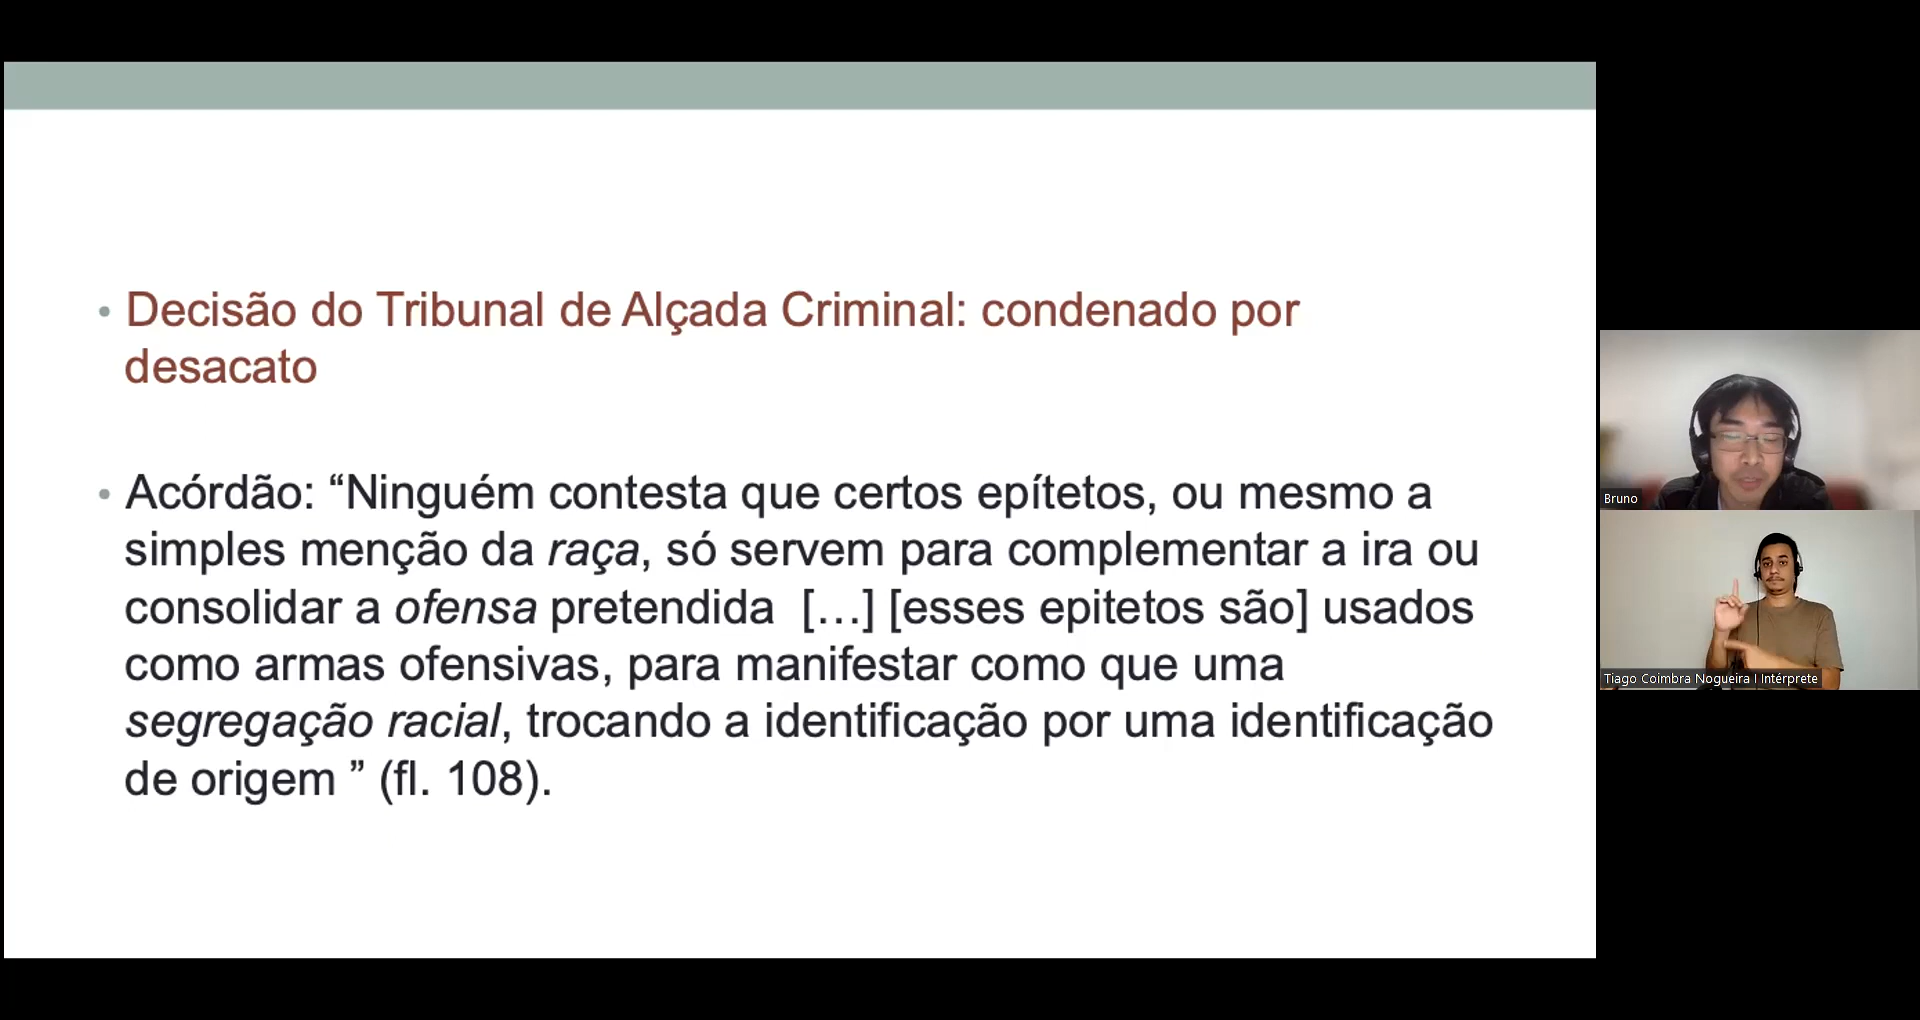 • Decisão do Tribunal de Alçada Criminal: condenado por
desacato
• Acórdão: “Ninguém contesta que certos epítetos, ou mesmo a
simples menção da raça, só servem para complementar a ira ou
consolidar a ofensa pretendida […] [esses epitetos são] usados
como armas ofensivas, para manifestar como que uma
segregação racial, trocando a identificação por uma identificação
de origem ” (fl. 108).
Bruno
Tiago Coimbra Nogueira I Intérprete